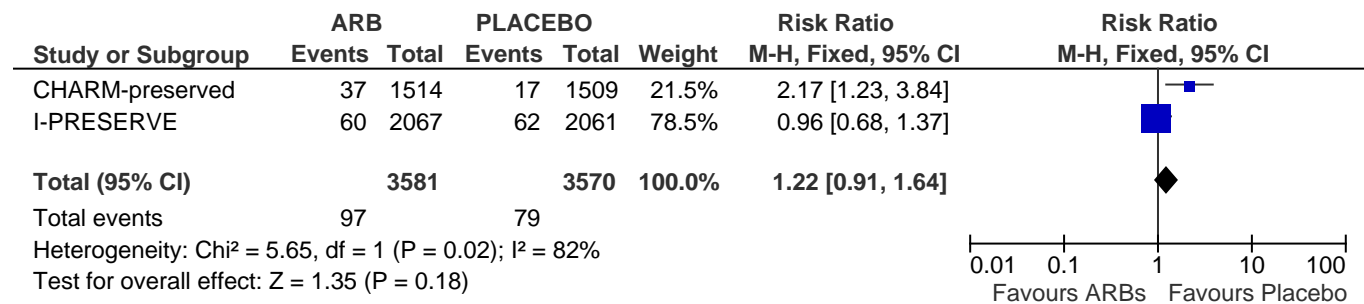 ARB PLACEBO Risk Ratio Risk Ratio
Study or Subgroup Events Total Events Total Weight M-H, Fixed, 95% CI M-H, Fixed, 95% CI
CHARM-preserved 37 1514 17 1509 21.5% 2.17 [1.23, 3.84]
I-PRESERVE 60 2067 62 2061 78.5% 0.96 [0.68, 1.37]
Total (95% CI) 3581 3570 100.0% 1.22 [0.91, 1.64]
Total events 97 79
Heterogeneity: Chi² = 5.65, df = 1 (P = 0.02); I² = 82%
Test for overall effect: Z = 1.35 (P = 0.18)
0.01 0.1 1 10 100
Favours ARBs Favours Placebo